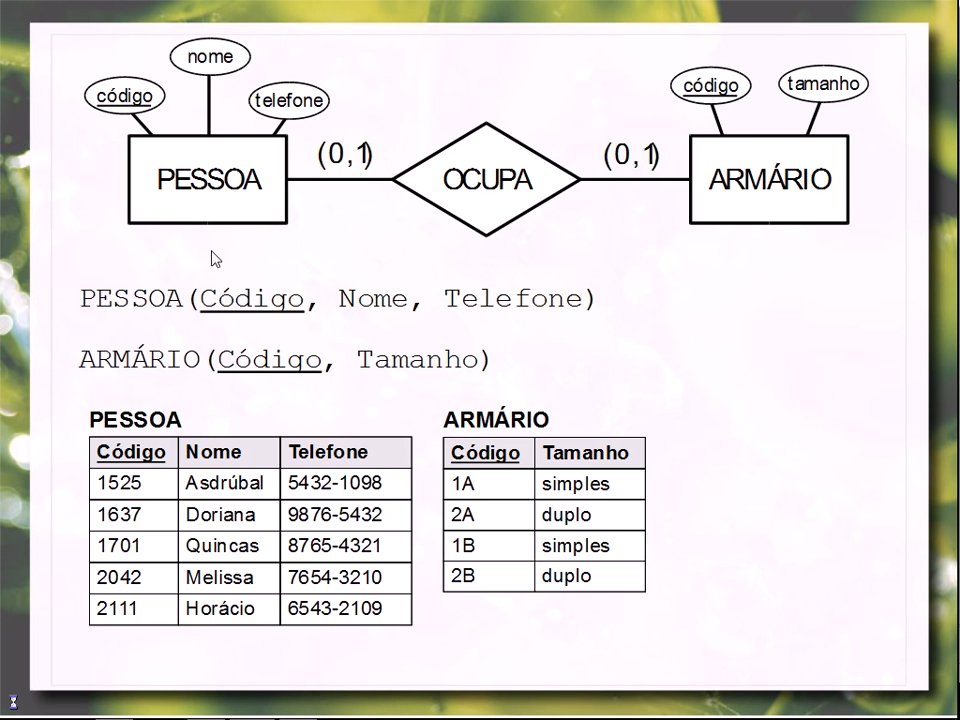 nome
código
telefone
código
tamanho
PESSOA
(0,1)
OCUPA
(0,1)
ARMÁRIO
PESSOA(Código, Nome, Telefone)
ARMÁRIO(Código, Tamanho)
PESSOA
Código Nome Telefone
1525 Asdrúbal 5432-1098
1637 Doriana 9876-5432
1701 Quincas 8765-4321
2042 Melissa 7654-3210
2111 Horácio 6543-2109
ARMÁRIO
Código Tamanho
1A simples
2A duplo
1B simples
2B duplo